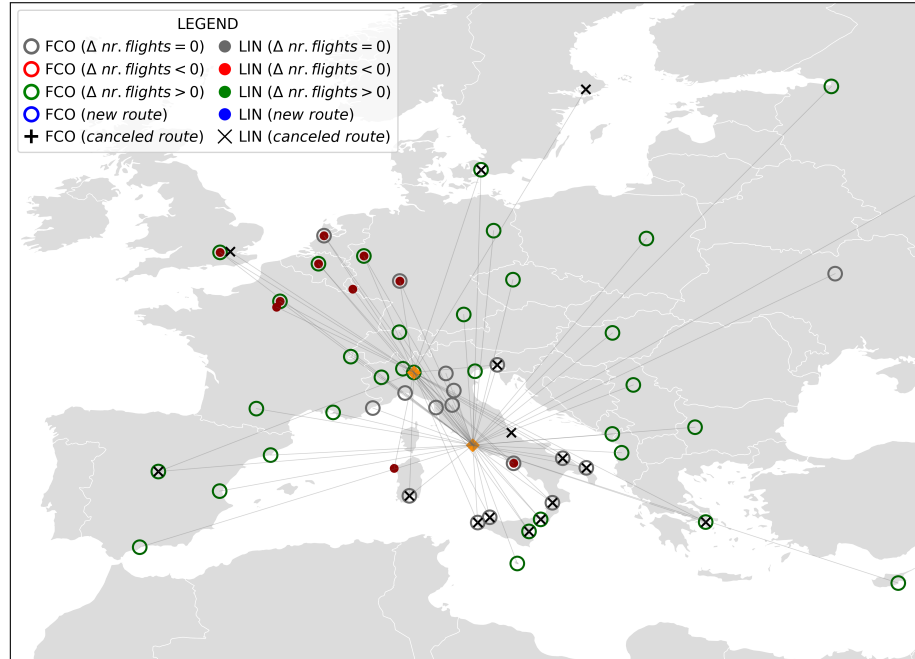 LEGEND
FCO (Δ nr. flights = 0) LIN (Δ nr. flights = 0)
FCO (Δ nr. flights < 0) LIN (Δ nr. flights < 0)
FCO (Δ nr. flights > 0) LIN (Δ nr. flights > 0)
FCO (new route) LIN (new route)
FCO (canceled route) LIN (canceled route)